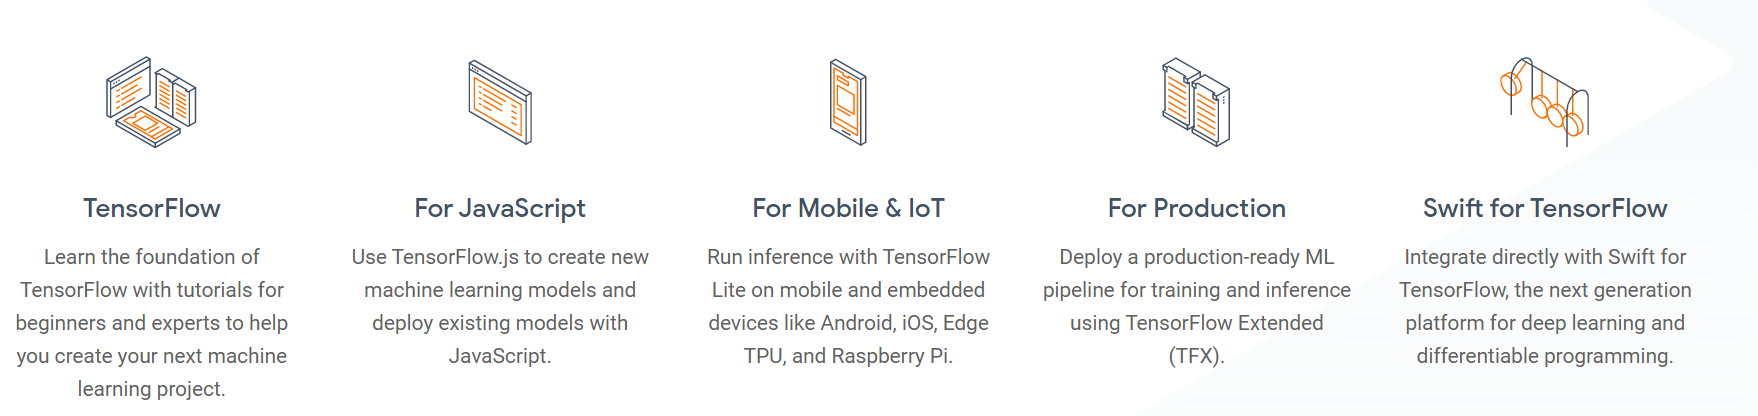 TensorFlow
Learn the foundation of
TensorFlow with tutorials for
beginners and experts to help
you create your next machine
learning project.
For JavaScript
Use TensorFlow.js to create new
machine learning models and
deploy existing models with
JavaScript.
For Mobile & IoT
Run inference with TensorFlow
Lite on mobile and embedded
devices like Android, iOS, Edge
TPU, and Raspberry Pi.
For Production
Deploy a production-ready ML
pipeline for training and inference
using TensorFlow Extended
(TFX).
Swift for TensorFlow
Integrate directly with Swift for
TensorFlow, the next generation
platform for deep learning and
differentiable programming.